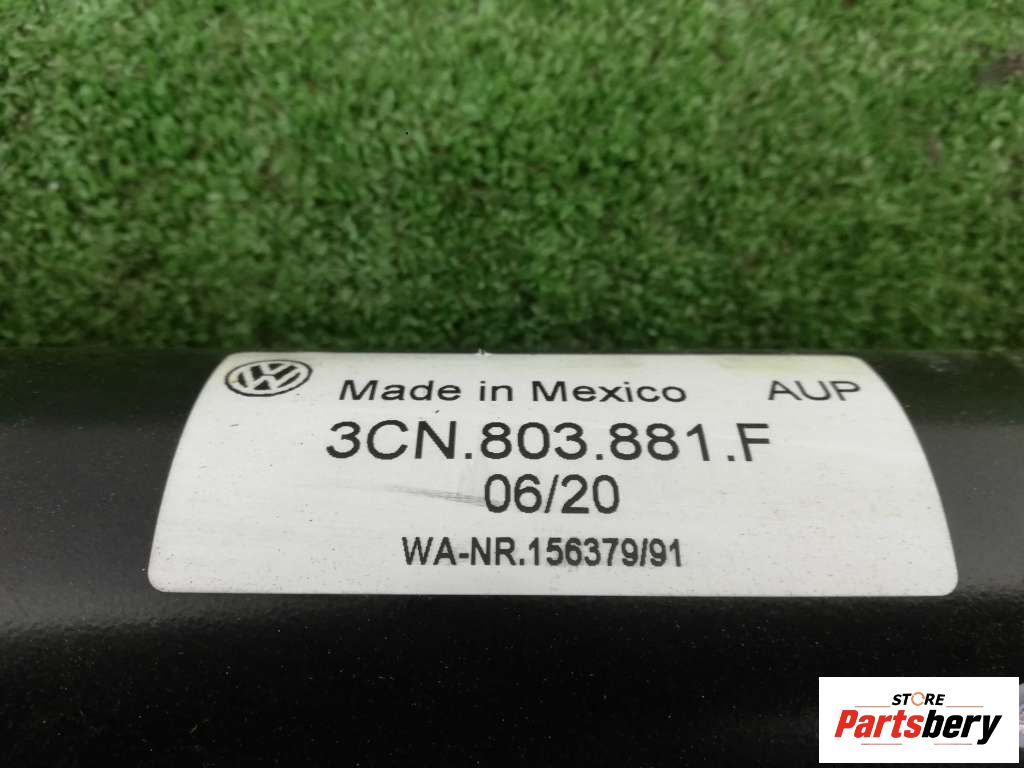 Made in Mexico AUP
3CN.803.881.F
06/20
WA-NR.156379/91
STORE
Partsbery